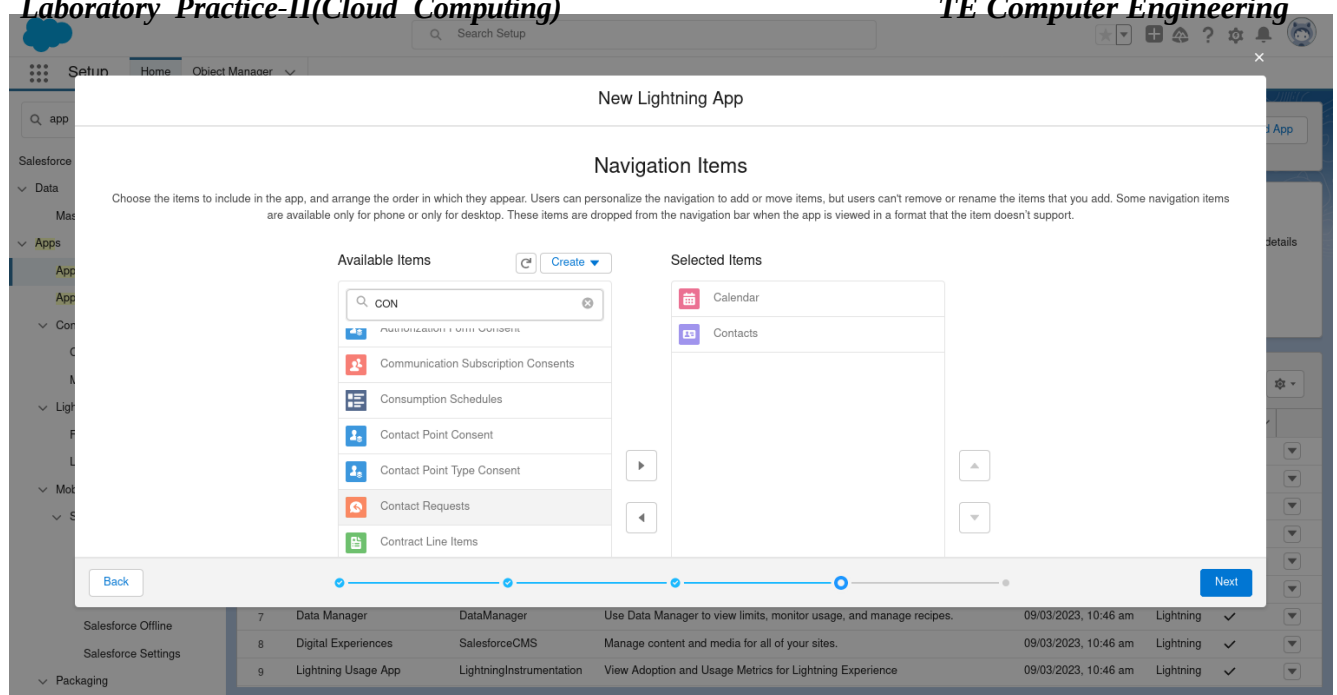 Laboratory Practice-II(Cloud Computing) TE Computer Engineering
Search Setup
Setup Home Object Manager
New Lightning App
app
d App
Navigation Items
Salesforce
Data
Choose the items to include in the app, and arrange the order in which they appear. Users can personalize the navigation to add or move items, but users can't remove or rename the items that you add. Some navigation items
are available only for phone or only for desktop. These items are dropped from the navigation bar when the app is viewed in a format that the item doesn't support.
Mas
Apps
details
Available Items Create Selected Items
App
App
CON
Calendar
Con
Authorization Form Consent
Contacts
C
Communication Subscription Consents
M
Consumption Schedules
Ligh
F
Contact Point Consent
L
Contact Point Type Consent
Mob
S
Contact Requests
Contract Line Items
Back Next
7 Data Manager DataManager Use Data Manager to view limits, monitor usage, and manage recipes. 09/03/2023, 10:46 am Lightning
Salesforce Offline
8 Digital Experiences SalesforceCMS Manage content and media for all of your sites. 09/03/2023, 10:46 am Lightning
Salesforce Settings
9 Lightning Usage App LightningInstrumentation View Adoption and Usage Metrics for Lightning Experience 09/03/2023, 10:46 am Lightning
Packaging